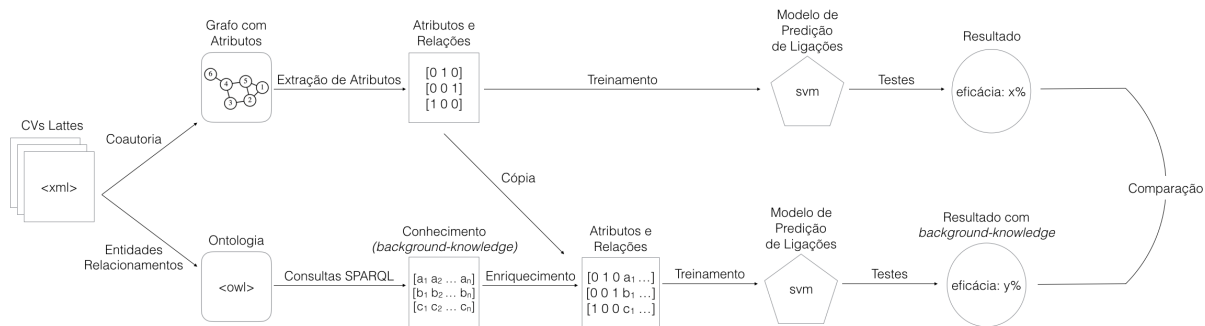 CVs Lattes
<xml>
Coautoria
Entidades
Relacionamentos
Grafo com
Atributos
6
4
5
1
3
2
Extração de Atributos
Atributos e
Relações
[0 1 0]
[0 0 1]
[1 0 0]
Treinamento
Modelo de
Predição
de Ligações
svm
Testes
Resultado
eficácia: x%
Cópia
Comparação
Ontologia
<owl>
Consultas SPARQL
Conhecimento
(background-knowledge)
[a₁ a₂ … aₙ]
[b₁ b₂ … bₙ]
[c₁ c₂ … cₙ]
Enriquecimento
Atributos e
Relações
[0 1 0 a₁ …]
[0 0 1 b₁ …]
[1 0 0 c₁ …]
Treinamento
Modelo de
Predição
de Ligações
svm
Testes
Resultado com
background-knowledge
eficácia: y%